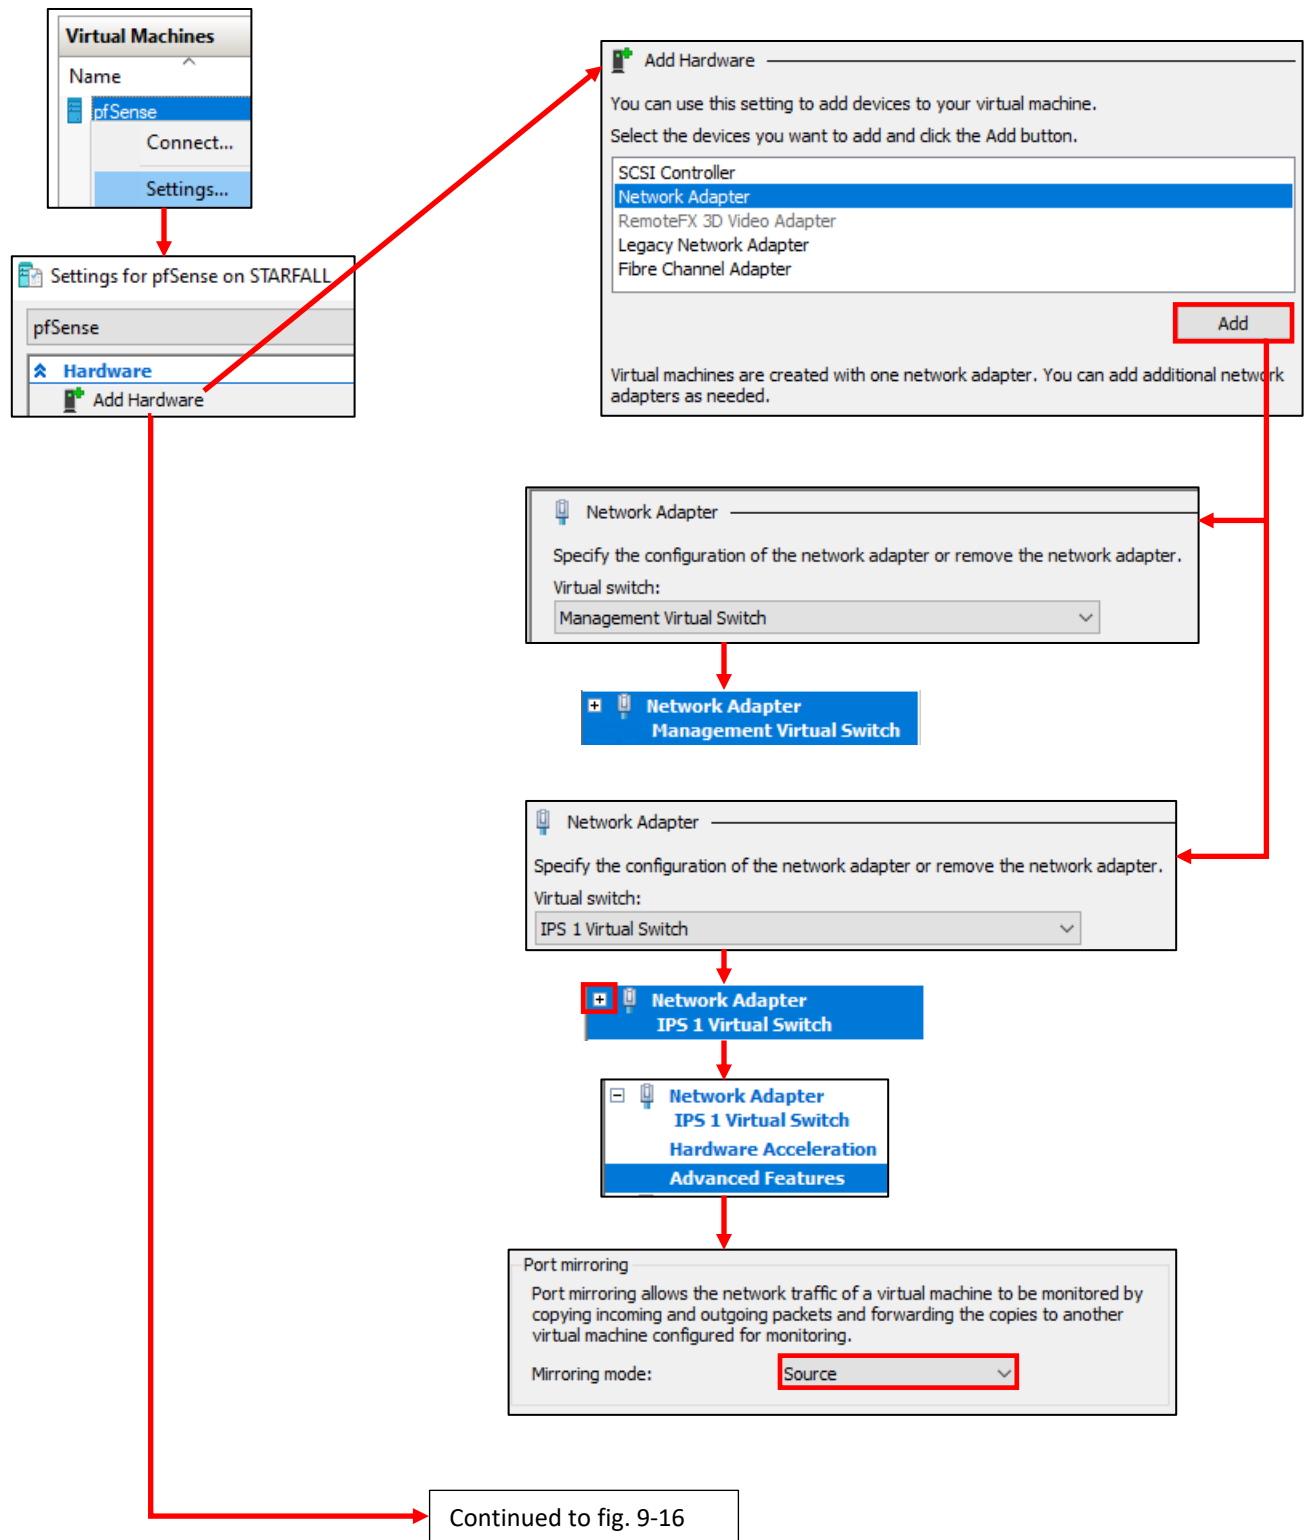 Virtual Machines
Name
pfSense
Connect...
Settings...
Settings for pfSense on STARFALL
pfSense
Hardware
Add Hardware
Add Hardware
You can use this setting to add devices to your virtual machine.
Select the devices you want to add and click the Add button.
SCSI Controller
Network Adapter
RemoteFX 3D Video Adapter
Legacy Network Adapter
Fibre Channel Adapter
Add
Virtual machines are created with one network adapter. You can add additional network
adapters as needed.
Network Adapter
Specify the configuration of the network adapter or remove the network adapter.
Virtual switch:
Management Virtual Switch
Network Adapter
Management Virtual Switch
Network Adapter
Specify the configuration of the network adapter or remove the network adapter.
Virtual switch:
IPS 1 Virtual Switch
Network Adapter
IPS 1 Virtual Switch
Network Adapter
IPS 1 Virtual Switch
Hardware Acceleration
Advanced Features
Port mirroring
Port mirroring allows the network traffic of a virtual machine to be monitored by
copying incoming and outgoing packets and forwarding the copies to another
virtual machine configured for monitoring.
Mirroring mode: Source
Continued to fig. 9-16